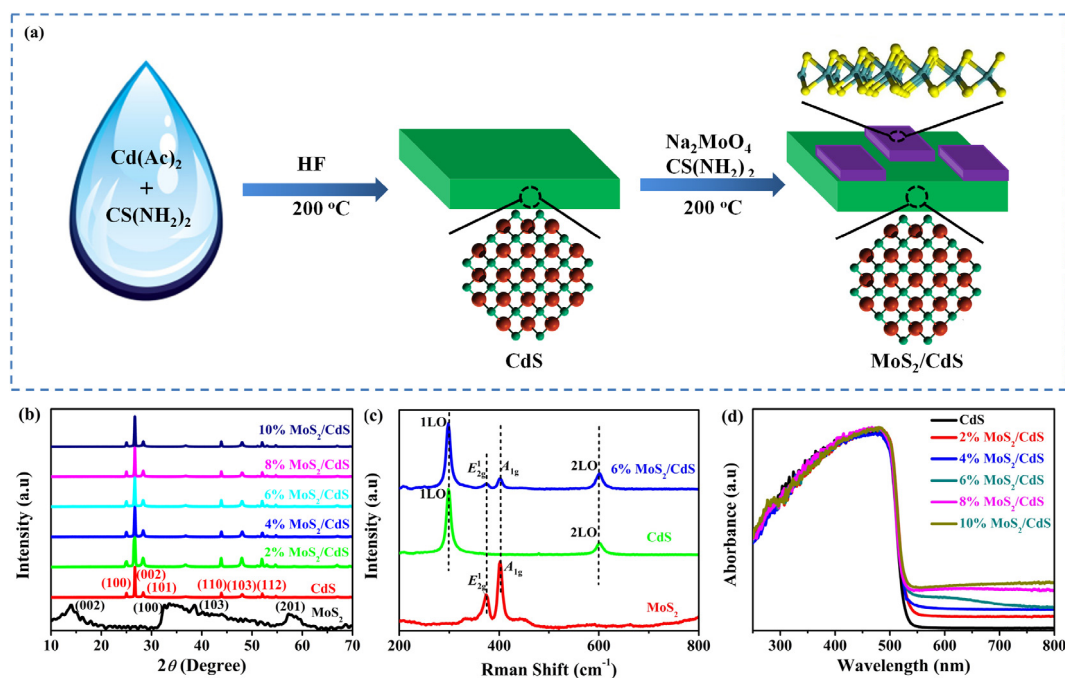 (a)
Cd(Ac)₂
+
CS(NH₂)₂
HF
200 °C
CdS
Na₂MoO₄
CS(NH₂)₂
200 °C
MoS₂/CdS
(b)
10% MoS₂/CdS
8% MoS₂/CdS
6% MoS₂/CdS
4% MoS₂/CdS
2% MoS₂/CdS
(002)
(100)
(101)
(110)
(103)
(112)
CdS
(002)
(100)
(103)
(201)
MoS₂
10 20 30 40 50 60 70
2θ (Degree)
Intensity (a.u)
(c)
1LO
E¹₂g
A₁g
2LO
6% MoS₂/CdS
1LO
2LO
CdS
E¹₂g
A₁g
MoS₂
200 300 400 500 600 700 800
Rman Shift (cm⁻¹)
Intensity (a.u)
(d)
CdS
2% MoS₂/CdS
4% MoS₂/CdS
6% MoS₂/CdS
8% MoS₂/CdS
10% MoS₂/CdS
300 400 500 600 700 800
Wavelength (nm)
Aborbance (a.u)